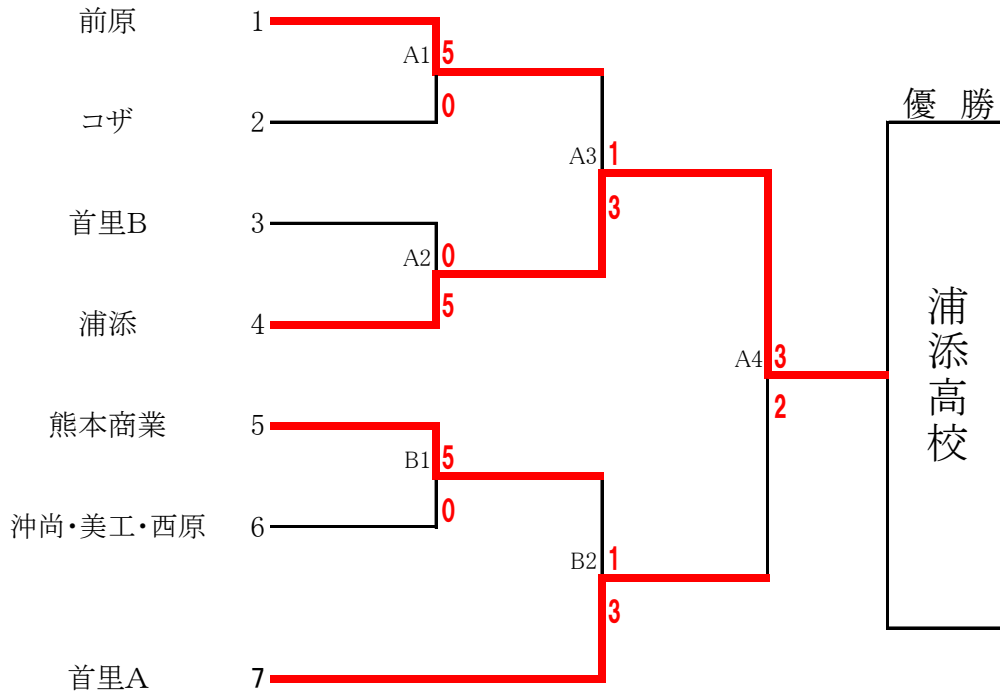 前原 1
A1 5
0
コザ 2
A3 1
3
首里B 3
A2 0
5
浦添 4
A4 3
2
熊本商業 5
B1 5
0
沖尚・美工・西原 6
B2 1
3
首里A 7
優 勝
浦添高校